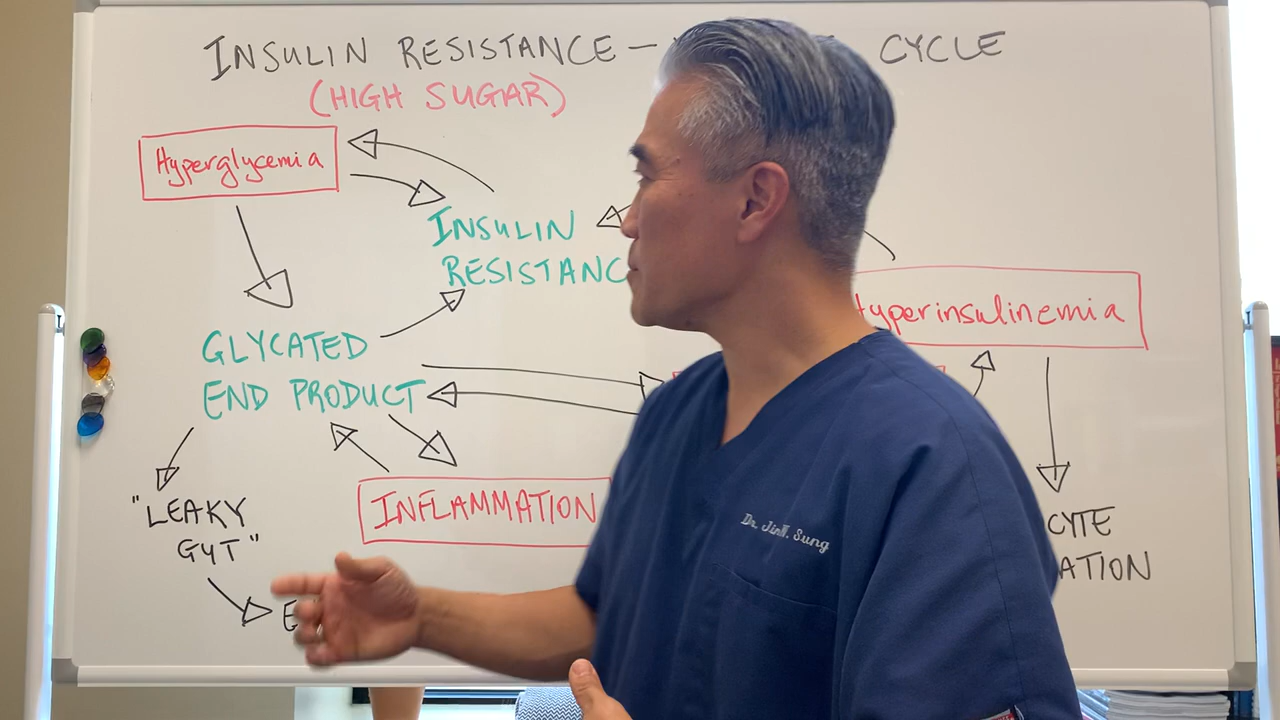 INSULIN RESISTANCE – CYCLE
(HIGH SUGAR)
Hyperglycemia
INSULIN
RESISTANC
yperinsulinemia
GLYCATED
END PRODUCT
INFLAMMATION
"LEAKY
GUT"
E
CYTE
ATION
Dr. Jin W. Sung